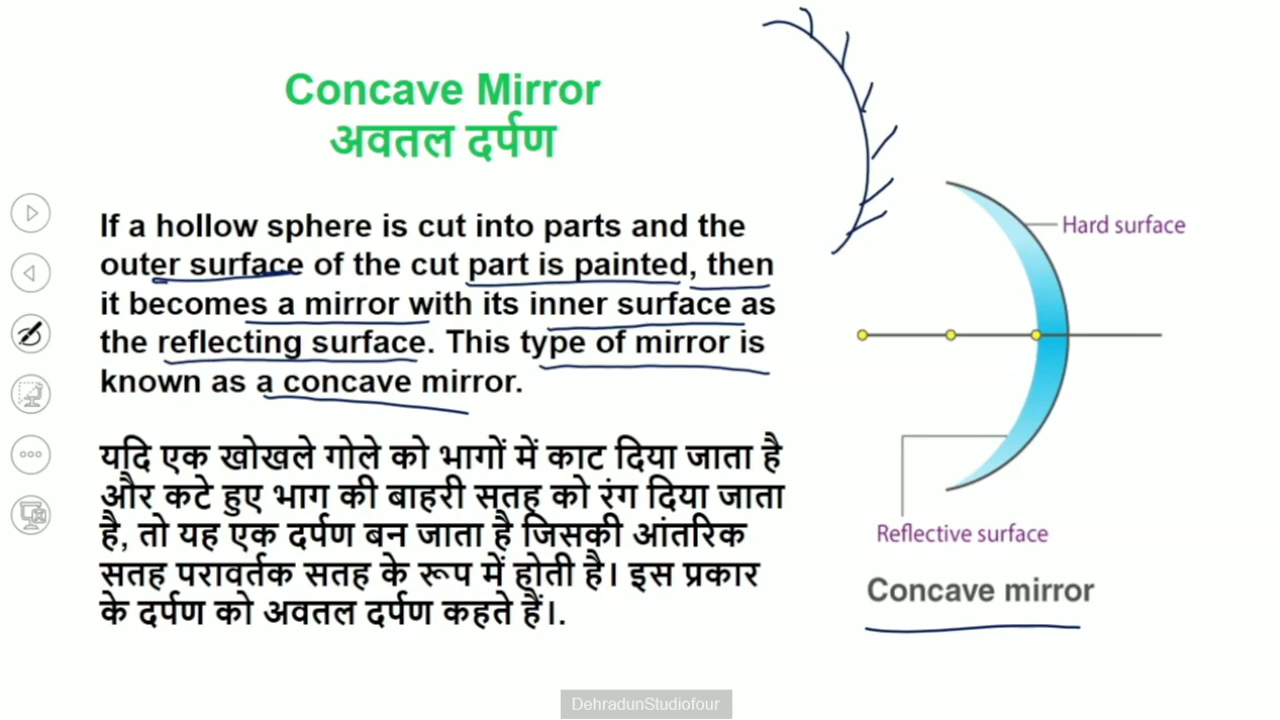 Concave Mirror
अवतल दर्पण
If a hollow sphere is cut into parts and the
outer surface of the cut part is painted, then
it becomes a mirror with its inner surface as
the reflecting surface. This type of mirror is
known as a concave mirror.
यदि एक खोखले गोले को भागों में काट दिया जाता है
और कटे हुए भाग की बाहरी सतह को रंग दिया जाता
है, तो यह एक दर्पण बन जाता है जिसकी आंतरिक
सतह परावर्तक सतह के रूप में होती है। इस प्रकार
के दर्पण को अवतल दर्पण कहते हैं।.
Hard surface
Reflective surface
Concave mirror
DehradunStudiofour